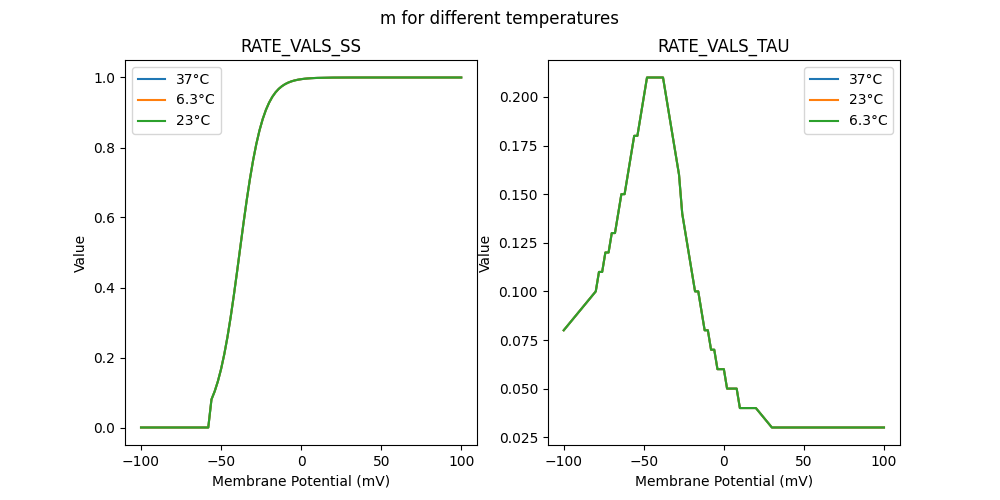 m for different temperatures
RATE_VALS_SS
1.0
0.8
0.6
0.4
0.2
0.0
Value
37°C
6.3°C
23°C
−100
−50
0
50
100
Membrane Potential (mV)
RATE_VALS_TAU
0.200
0.175
0.150
0.125
0.100
0.075
0.050
0.025
Value
37°C
23°C
6.3°C
−100
−50
0
50
100
Membrane Potential (mV)